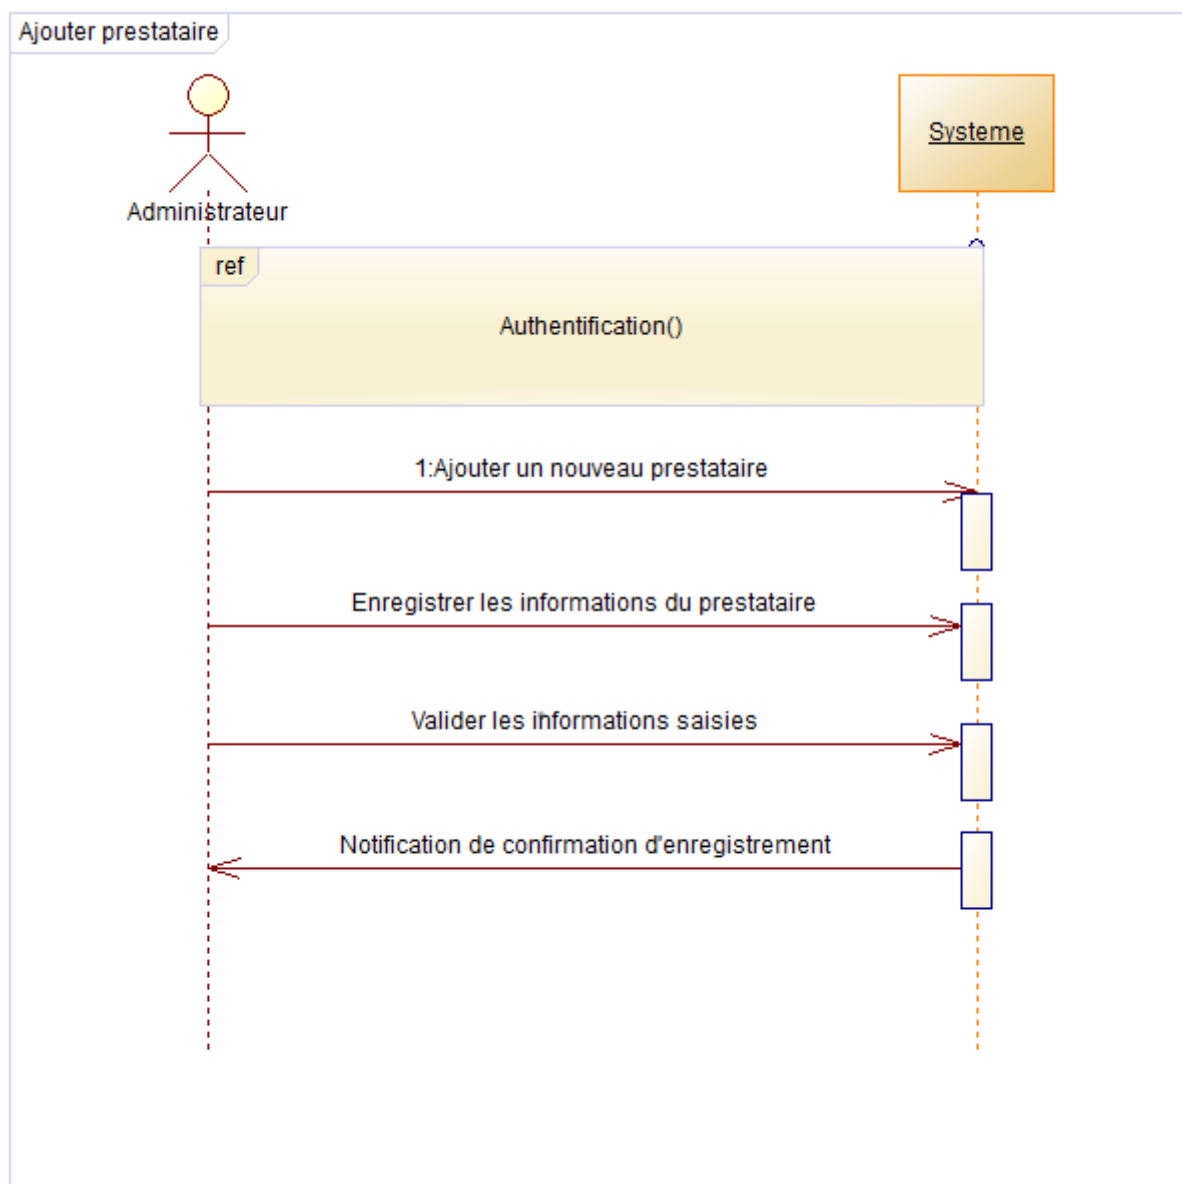 Ajouter prestataire
Systeme
Administrateur
ref
Authentification()
1:Ajouter un nouveau prestataire
Enregistrer les informations du prestataire
Valider les informations saisies
Notification de confirmation d'enregistrement